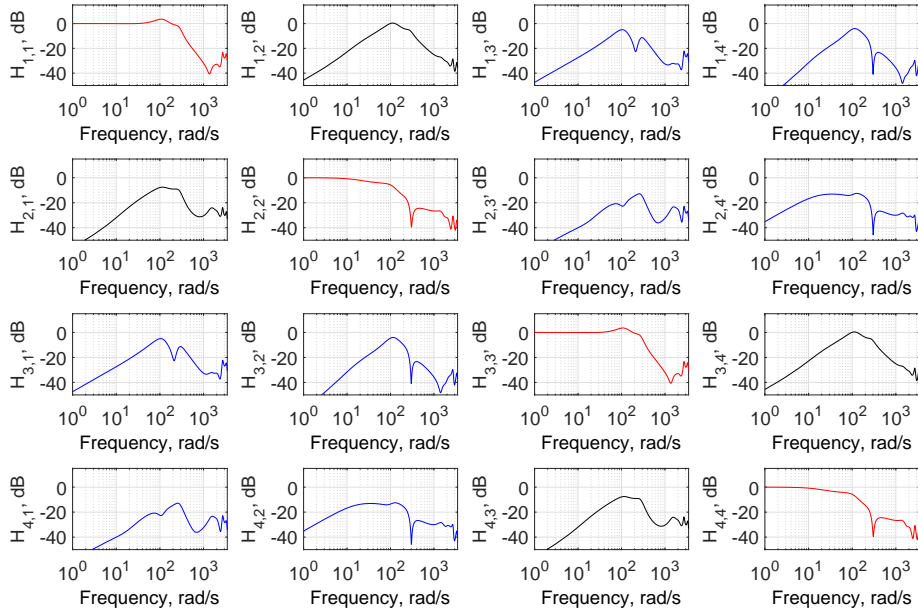 H1,1, dB
0
-20
-40
10^0 10^1 10^2 10^3
Frequency, rad/s
H1,2, dB
0
-20
-40
10^0 10^1 10^2 10^3
Frequency, rad/s
H1,3, dB
0
-20
-40
10^0 10^1 10^2 10^3
Frequency, rad/s
H1,4, dB
0
-20
-40
10^0 10^1 10^2 10^3
Frequency, rad/s
H2,1, dB
0
-20
-40
10^0 10^1 10^2 10^3
Frequency, rad/s
H2,2, dB
0
-20
-40
10^0 10^1 10^2 10^3
Frequency, rad/s
H2,3, dB
0
-20
-40
10^0 10^1 10^2 10^3
Frequency, rad/s
H2,4, dB
0
-20
-40
10^0 10^1 10^2 10^3
Frequency, rad/s
H3,1, dB
0
-20
-40
10^0 10^1 10^2 10^3
Frequency, rad/s
H3,2, dB
0
-20
-40
10^0 10^1 10^2 10^3
Frequency, rad/s
H3,3, dB
0
-20
-40
10^0 10^1 10^2 10^3
Frequency, rad/s
H3,4, dB
0
-20
-40
10^0 10^1 10^2 10^3
Frequency, rad/s
H4,1, dB
0
-20
-40
10^0 10^1 10^2 10^3
Frequency, rad/s
H4,2, dB
0
-20
-40
10^0 10^1 10^2 10^3
Frequency, rad/s
H4,3, dB
0
-20
-40
10^0 10^1 10^2 10^3
Frequency, rad/s
H4,4, dB
0
-20
-40
10^0 10^1 10^2 10^3
Frequency, rad/s